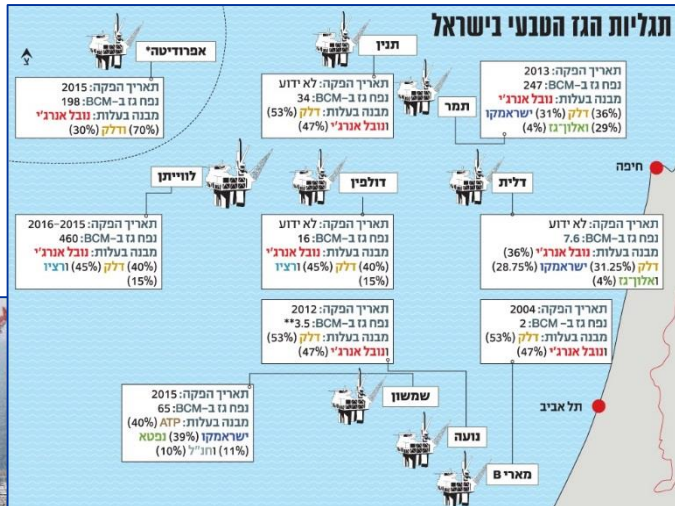 תגליות הגז הטבעי בישראל
אפרודיטה*
תאריך הפקה: 2015
נפח גז ב-BCM: 198
מבנה בעלות: נובל אנרג'י
(70%) ודלק (30%)
תנין
תאריך הפקה: לא ידוע
נפח גז ב-BCM: 34
מבנה בעלות: דלק (53%)
ונובל אנרג'י (47%)
תמר
תאריך הפקה: 2013
נפח גז ב-BCM: 247
מבנה בעלות: נובל אנרג'י
(36%) דלק (31%) ישראמקו
(29%) ואלון־גז (4%)
חיפה
לווייתן
תאריך הפקה: 2016-2015
נפח גז ב-BCM: 460
מבנה בעלות: נובל אנרג'י
(40%) דלק (45%) ורציו
(15%)
דולפין
תאריך הפקה: לא ידוע
נפח גז ב-BCM: 16
מבנה בעלות: נובל אנרג'י
(40%) דלק (45%) ורציו
(15%)
דלית
תאריך הפקה: לא ידוע
נפח גז ב-BCM: 7.6
מבנה בעלות: נובל אנרג'י (36%)
דלק (31.25%) ישראמקו (28.75%)
ואלון־גז (4%)
תאריך הפקה: 2012
נפח גז ב-BCM: 3.5**
מבנה בעלות: דלק (53%)
ונובל אנרג'י (47%)
תאריך הפקה: 2004
נפח גז ב-BCM: 2
מבנה בעלות: דלק (53%)
ונובל אנרג'י (47%)
תאריך הפקה: 2015
נפח גז ב-BCM: 65
מבנה בעלות: ATP (40%)
ישראמקו (39%) נפטא
(11%) וחנ"ל (10%)
שמשון
נועה
מארי B
תל אביב